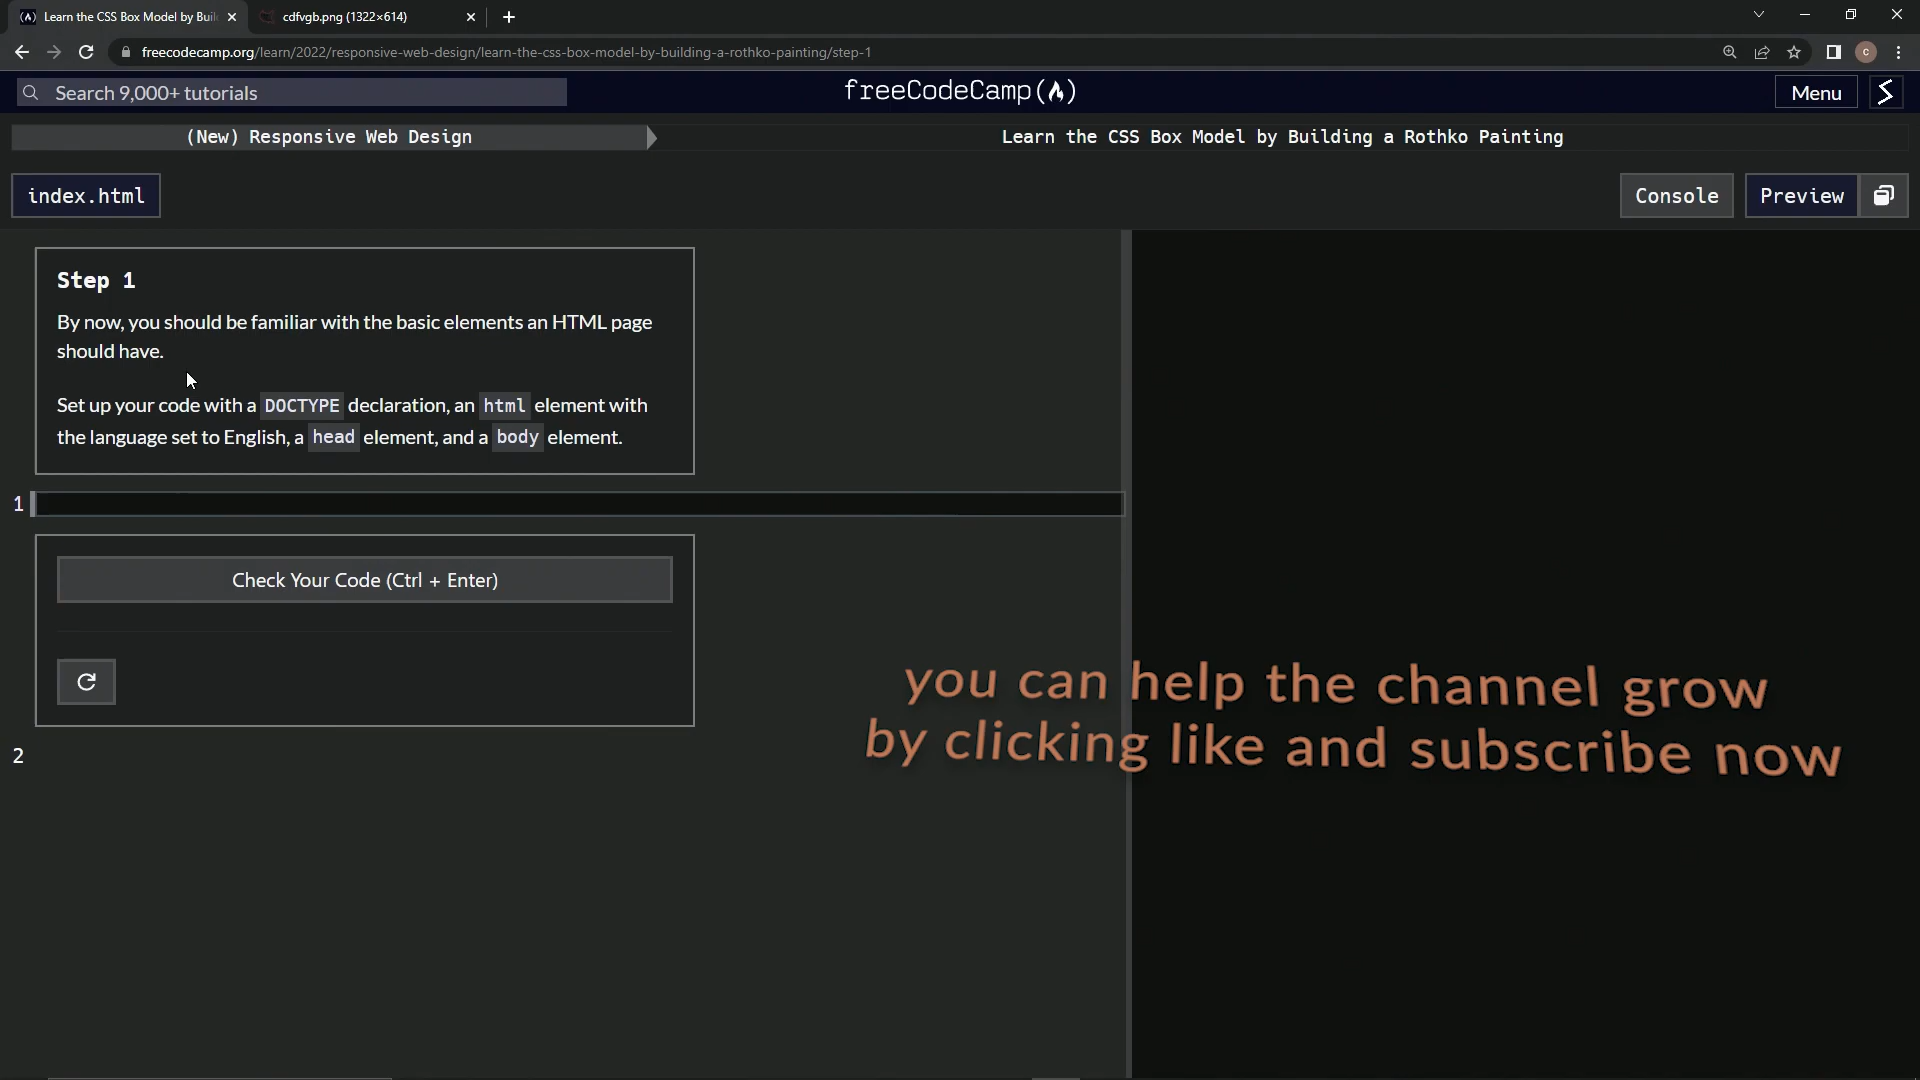 Learn the CSS Box Model by Buil
cdfvgb.png (1322×614)
freecodecamp.org/learn/2022/responsive-web-design/learn-the-css-box-model-by-building-a-rothko-painting/step-1
C
Search 9,000+ tutorials
freeCodeCamp
Menu
(New) Responsive Web Design
Learn the CSS Box Model by Building a Rothko Painting
index.html
Console
Preview
Step 1
By now, you should be familiar with the basic elements an HTML page
should have.
Set up your code with a DOCTYPE declaration, an html element with
the language set to English, a head element, and a body element.
1
Check Your Code (Ctrl + Enter)
2
you can help the channel grow
by clicking like and subscribe now